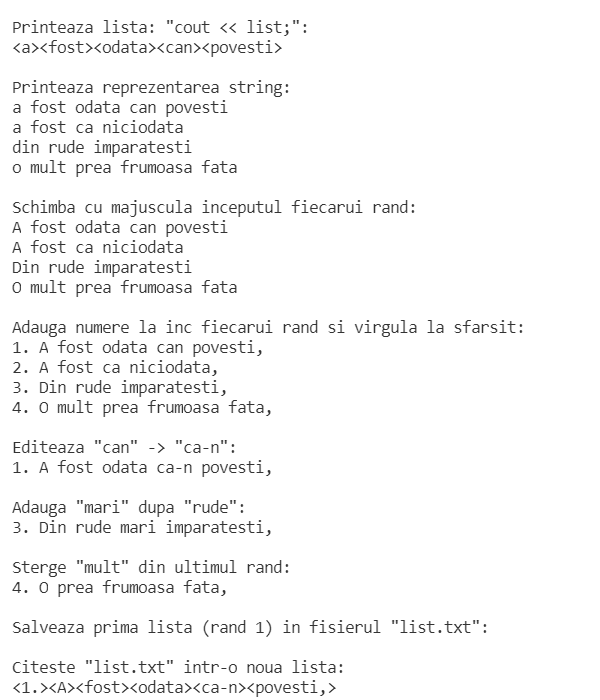 Printeaza lista: "cout << list;":
<a><fost><odata><can><povesti>
Printeaza reprezentarea string:
a fost odata can povesti
a fost ca niciodata
din rude imparatesti
o mult prea frumoasa fata
Schimba cu majuscula inceputul fiecarui rand:
A fost odata can povesti
A fost ca niciodata
Din rude imparatesti
O mult prea frumoasa fata
Adauga numere la inc fiecarui rand si virgula la sfarsit:
1. A fost odata can povesti,
2. A fost ca niciodata,
3. Din rude imparatesti,
4. O mult prea frumoasa fata,
Editeaza "can" -> "ca-n":
1. A fost odata ca-n povesti,
Adauga "mari" dupa "rude":
3. Din rude mari imparatesti,
Sterge "mult" din ultimul rand:
4. O prea frumoasa fata,
Salveaza prima lista (rand 1) in fisierul "list.txt":
Citeste "list.txt" intr-o noua lista:
<1.><A><fost><odata><ca-n><povesti,>